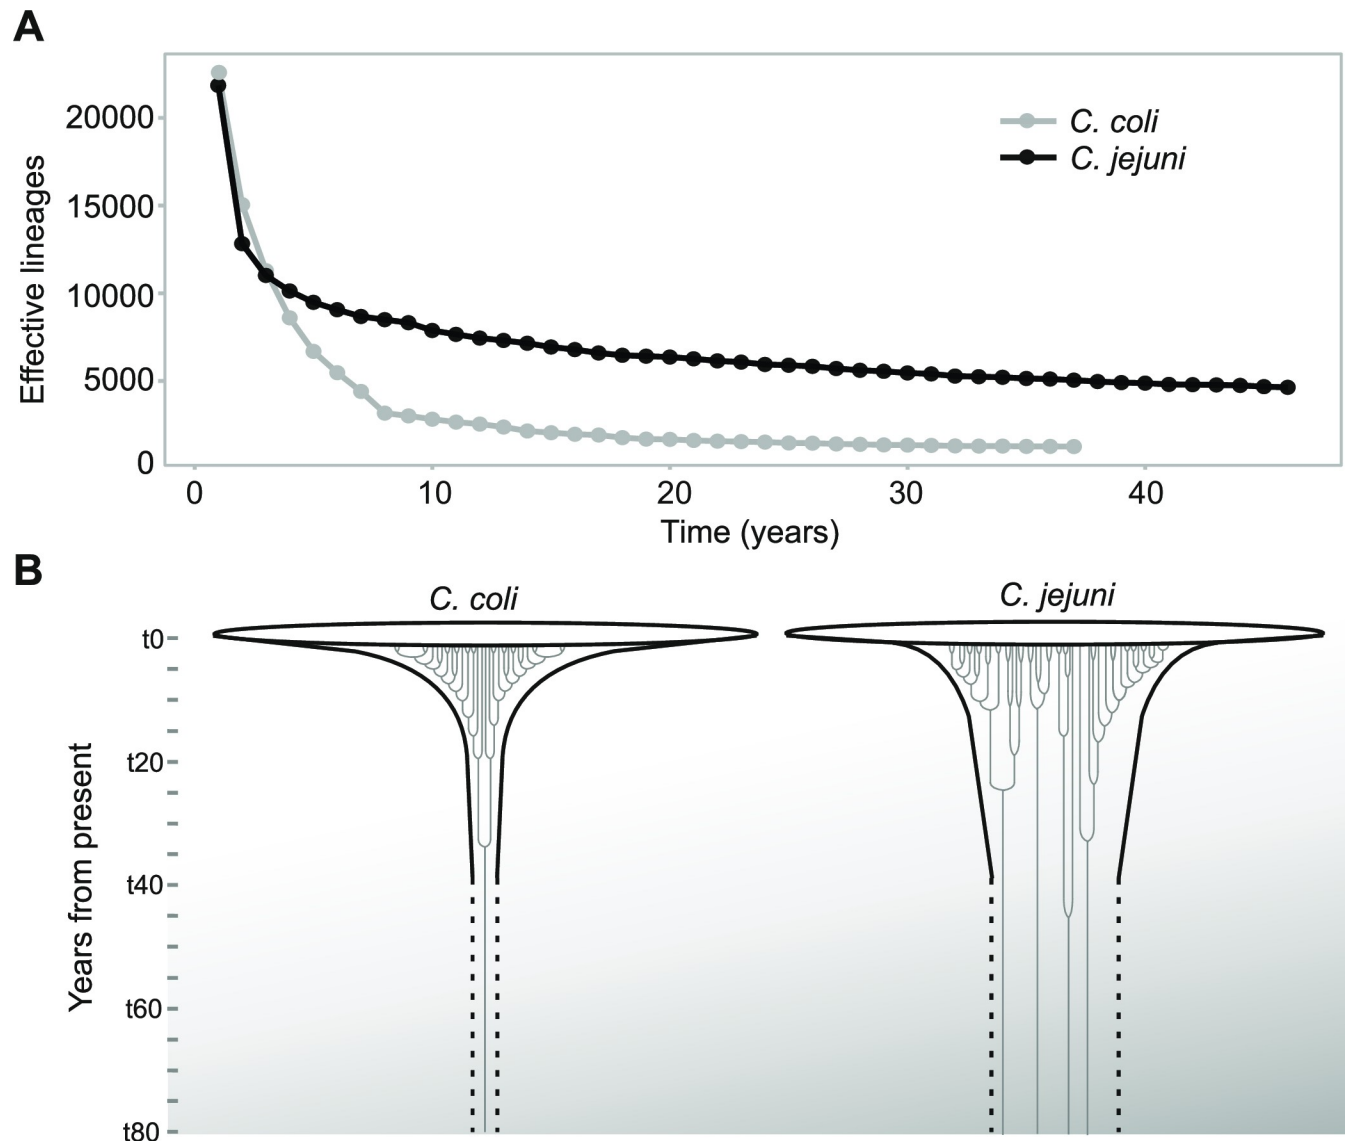 A
Effective lineages
20000
15000
10000
5000
0
C. coli
C. jejuni
0 10 20 30 40
Time (years)
B
C. coli C. jejuni
Years from present
t0
t20
t40
t60
t80